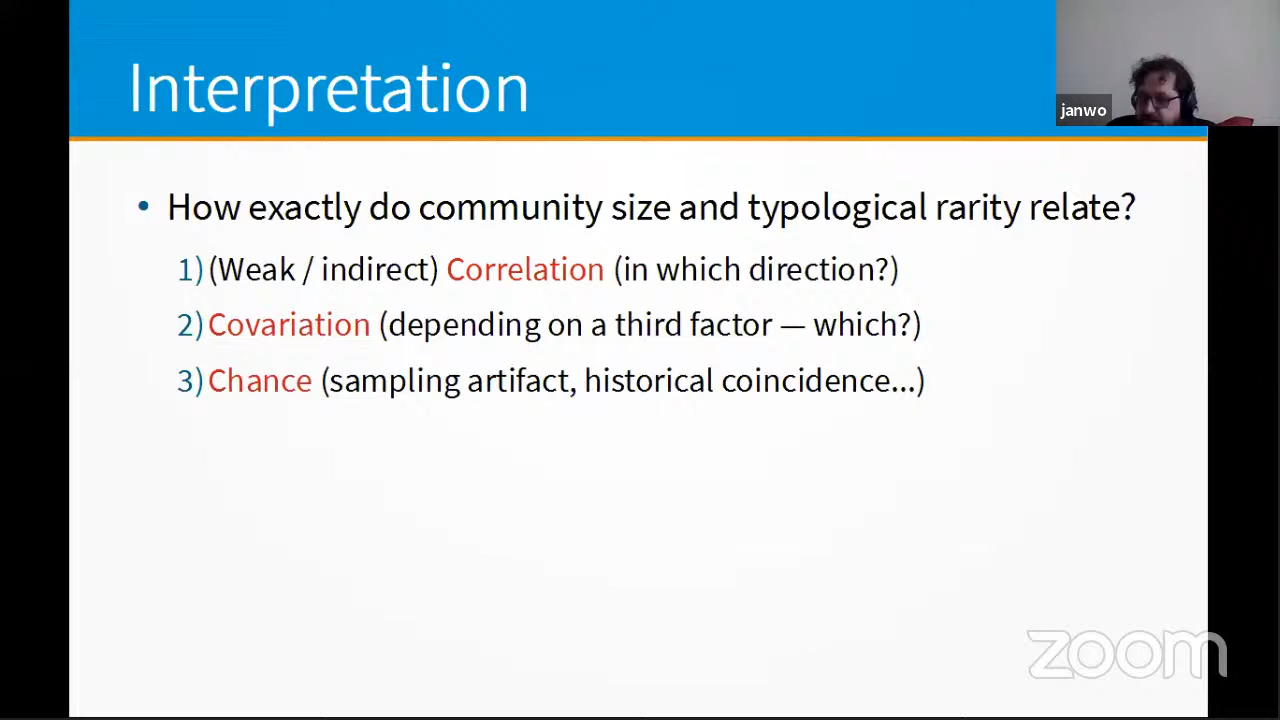 Interpretation
janwo
• How exactly do community size and typological rarity relate?
1) (Weak / indirect) Correlation (in which direction?)
2) Covariation (depending on a third factor — which?)
3) Chance (sampling artifact, historical coincidence...)
zoom